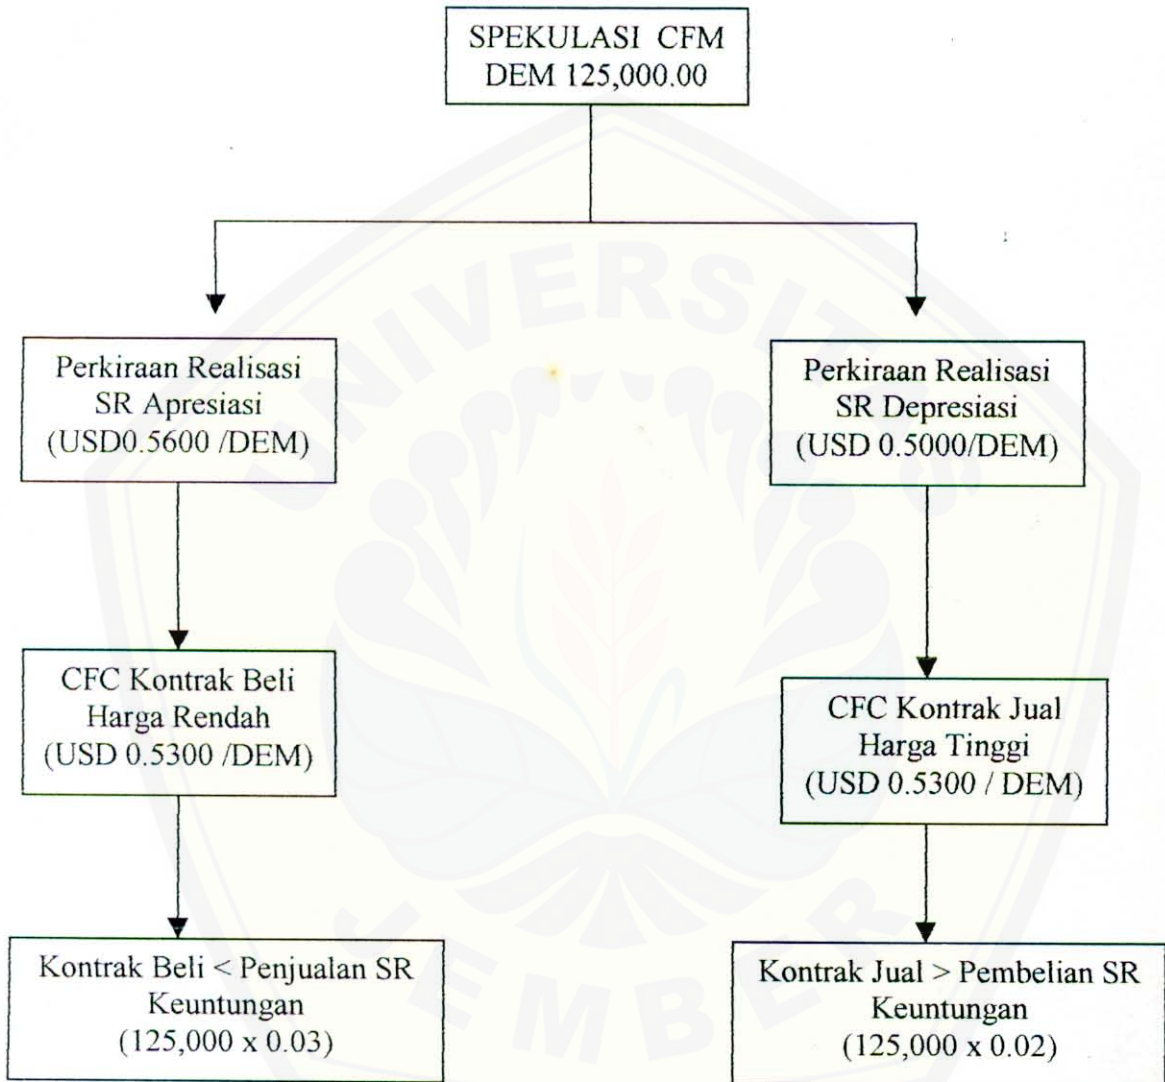 SPEKULASI CFM
DEM 125,000.00
Perkiraan Realisasi
SR Apresiasi
(USD0.5600 /DEM)
Perkiraan Realisasi
SR Depresiasi
(USD 0.5000/DEM)
CFC Kontrak Beli
Harga Rendah
(USD 0.5300 /DEM)
CFC Kontrak Jual
Harga Tinggi
(USD 0.5300 / DEM)
Kontrak Beli < Penjualan SR
Keuntungan
(125,000 x 0.03)
Kontrak Jual > Pembelian SR
Keuntungan
(125,000 x 0.02)
UNIVERSITAS
JEMBER